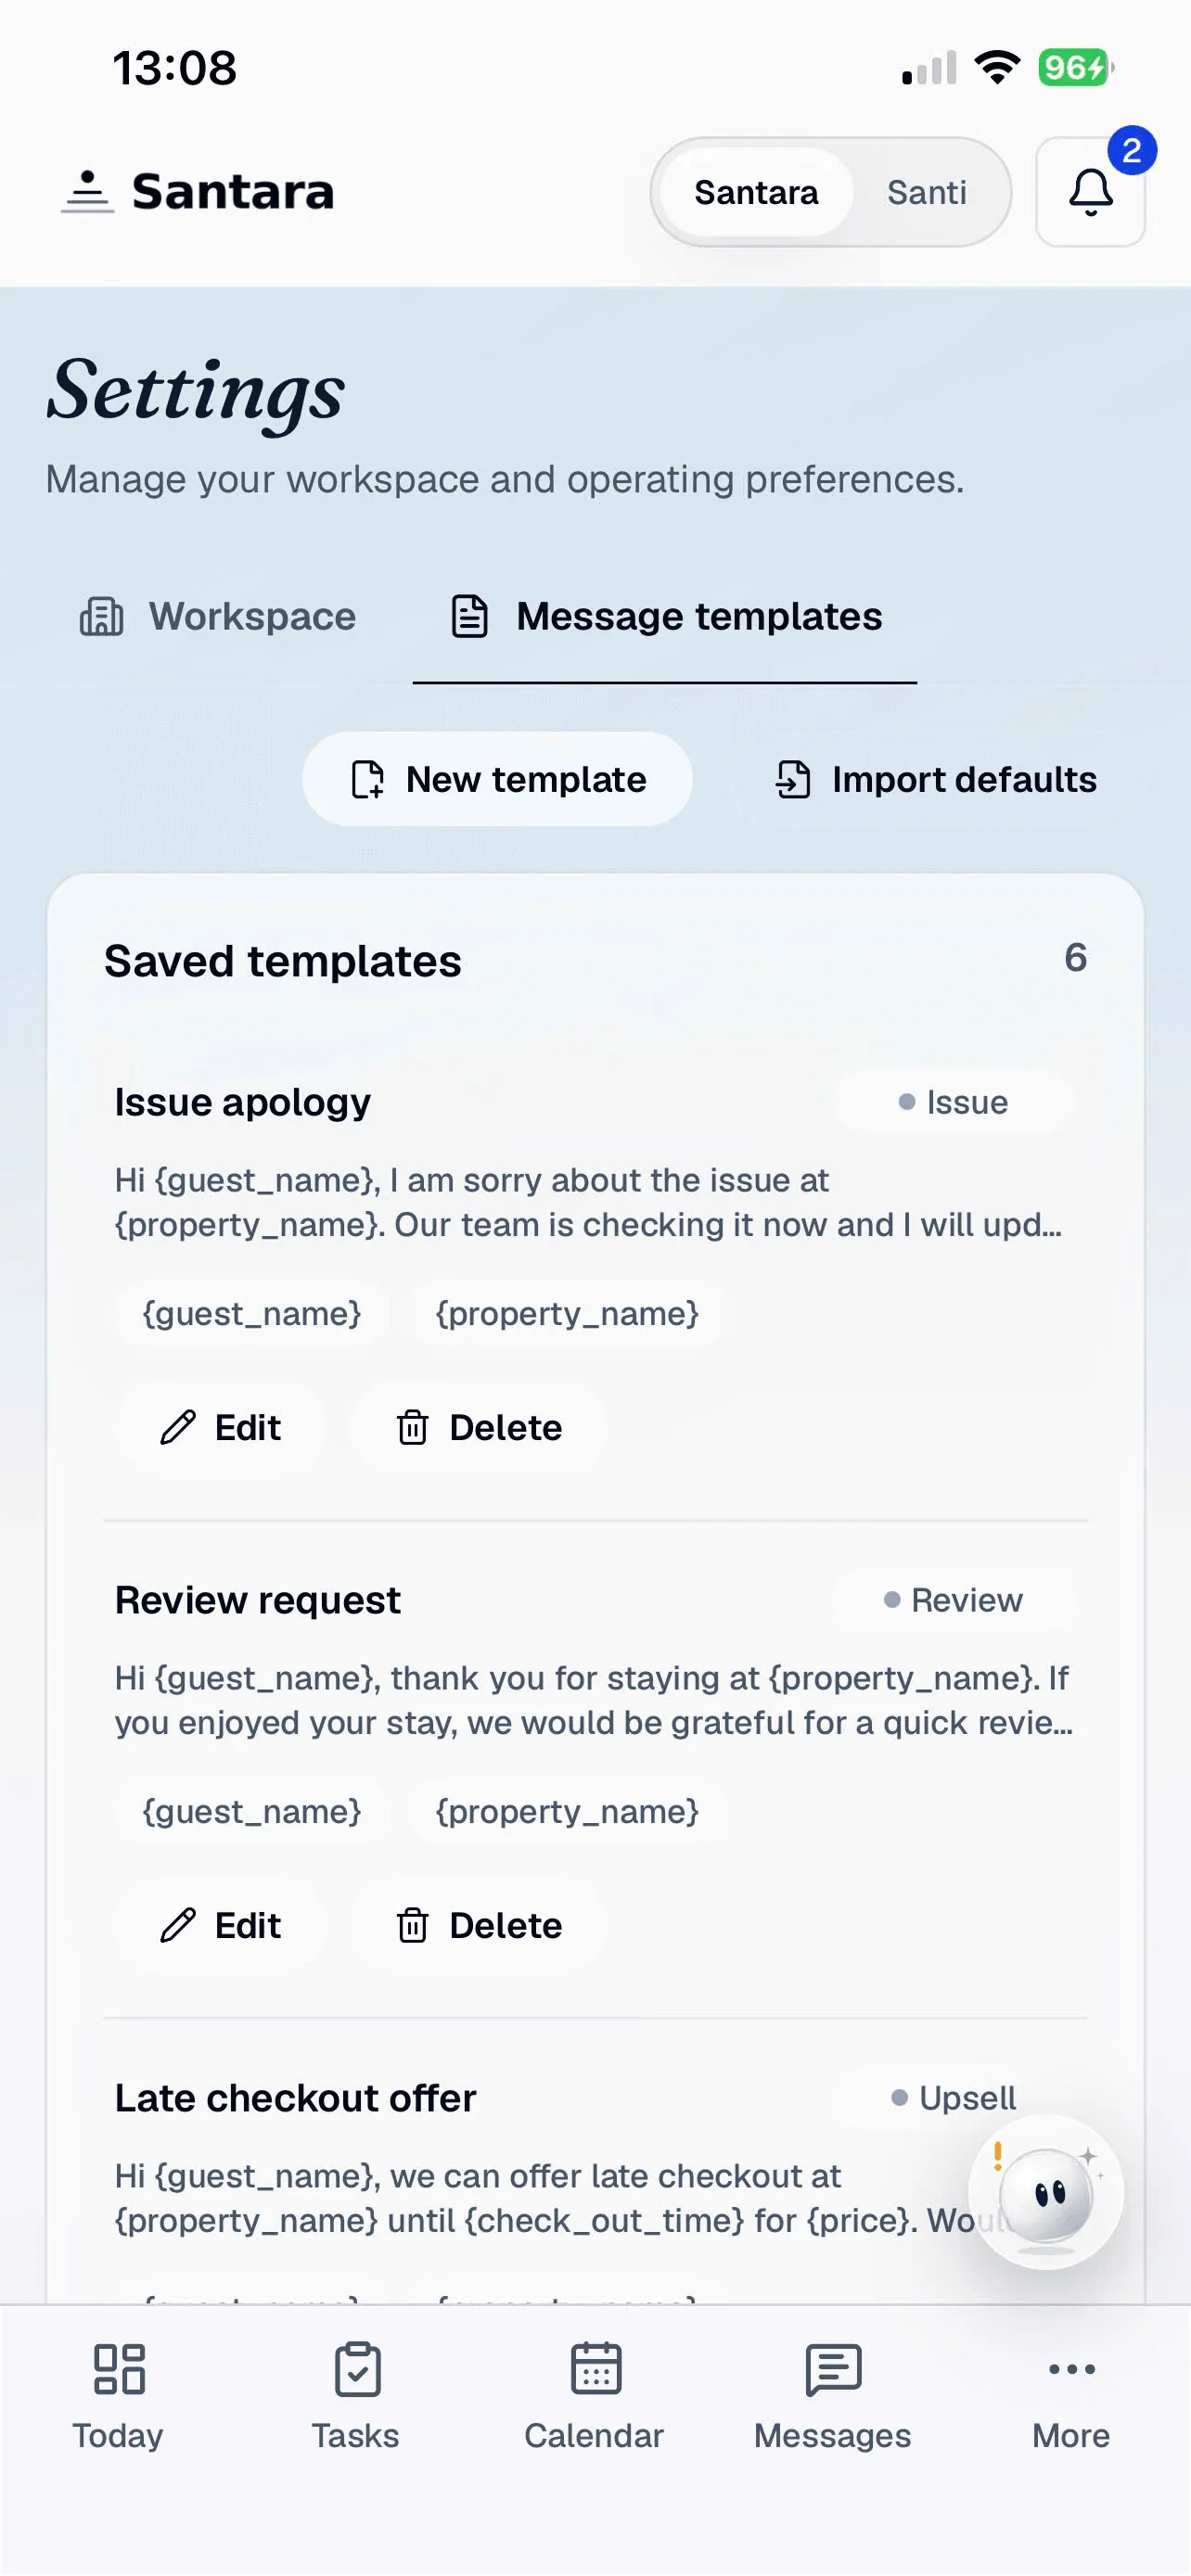 13:08
96
Santara
Santara Santi
2
Settings
Manage your workspace and operating preferences.
Workspace Message templates
New template Import defaults
Saved templates 6
Issue apology Issue
Hi {guest_name}, I am sorry about the issue at
{property_name}. Our team is checking it now and I will upd...
{guest_name} {property_name}
Edit Delete
Review request Review
Hi {guest_name}, thank you for staying at {property_name}. If
you enjoyed your stay, we would be grateful for a quick revie...
{guest_name} {property_name}
Edit Delete
Late checkout offer Upsell
Hi {guest_name}, we can offer late checkout at
{property_name} until {check_out_time} for {price}.
Today Tasks Calendar Messages More